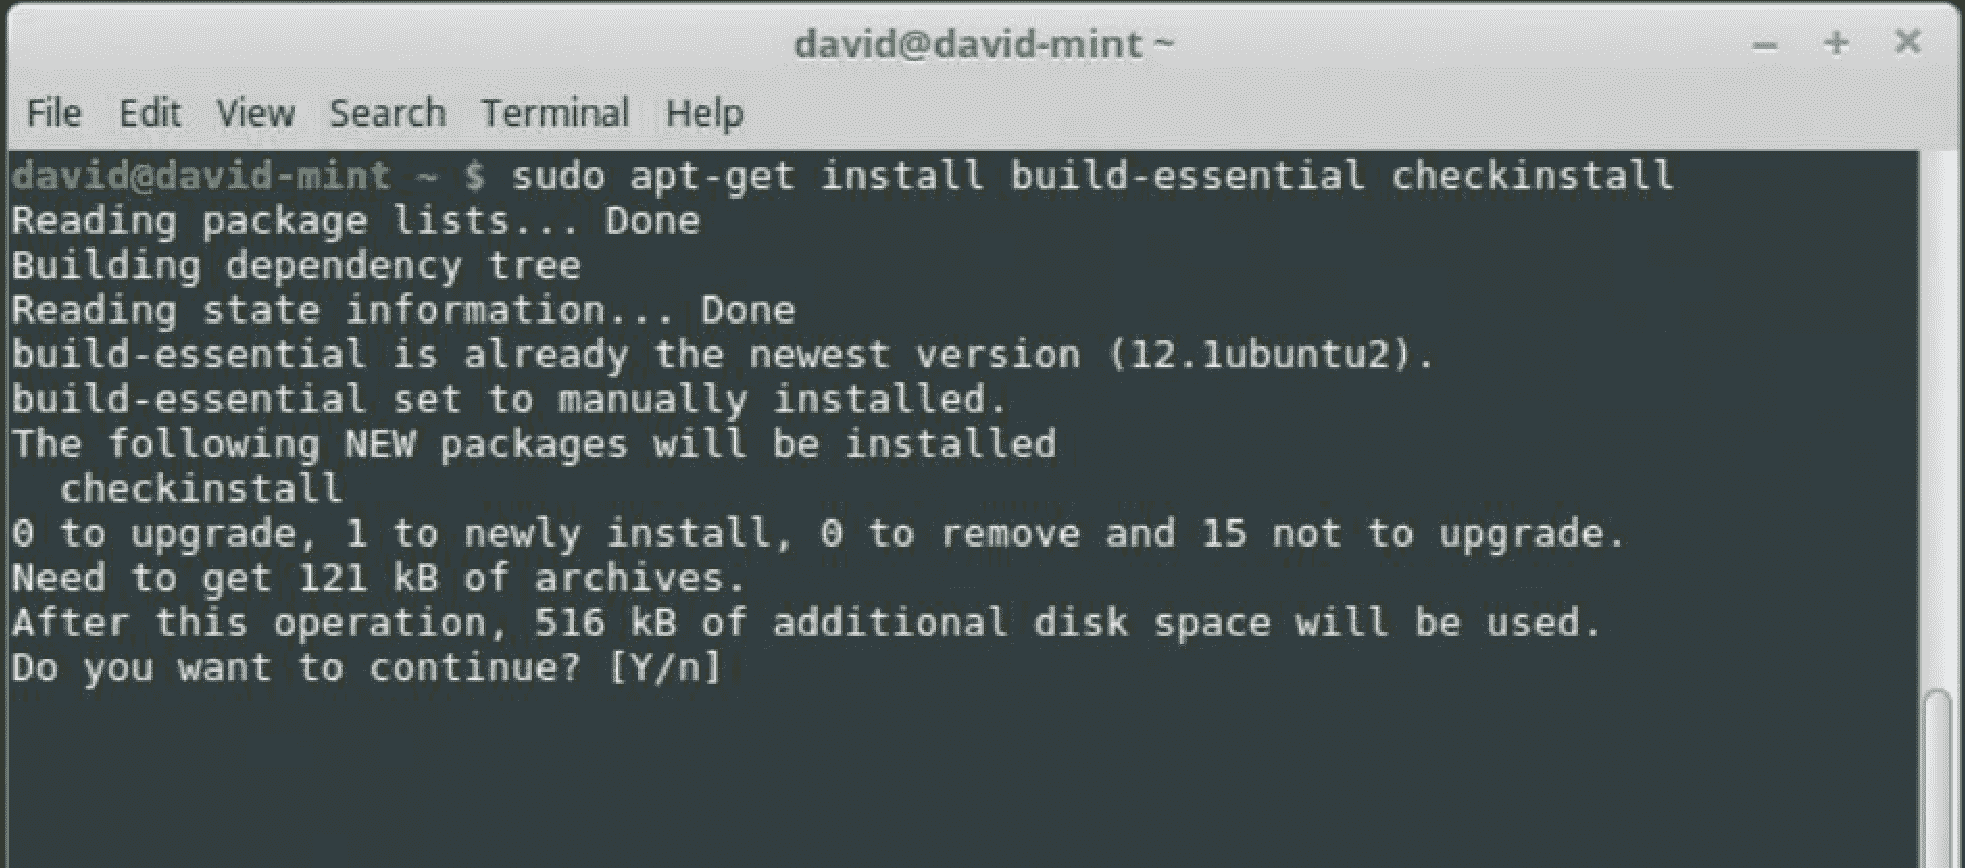 david@david-mint ~
File Edit View Search Terminal Help
david@david-mint ~ $ sudo apt-get install build-essential checkinstall
Reading package lists... Done
Building dependency tree
Reading state information... Done
build-essential is already the newest version (12.1ubuntu2).
build-essential set to manually installed.
The following NEW packages will be installed
  checkinstall
0 to upgrade, 1 to newly install, 0 to remove and 15 not to upgrade.
Need to get 121 kB of archives.
After this operation, 516 kB of additional disk space will be used.
Do you want to continue? [Y/n]